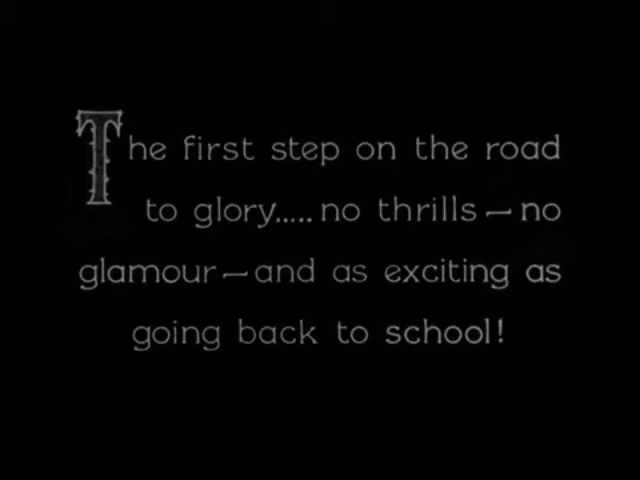 The first step on the road
to glory..... no thrills — no
glamour — and as exciting as
going back to school!